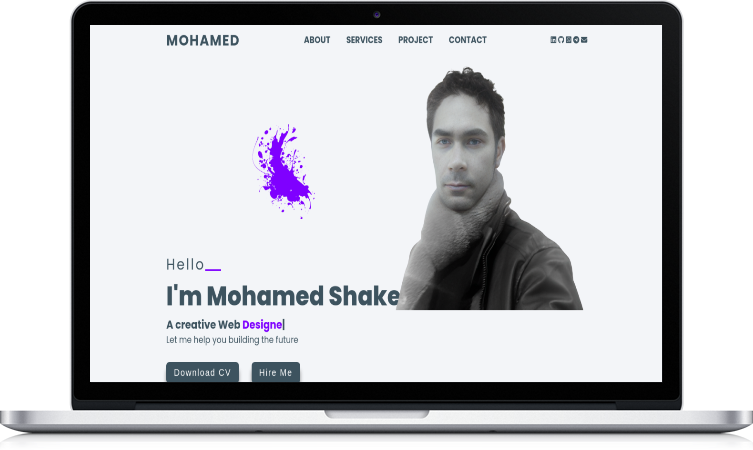 MOHAMED
ABOUT SERVICES PROJECT CONTACT
Hello__
I'm Mohamed Shake
A creative Web Designe|
Let me help you building the future
Download CV Hire Me